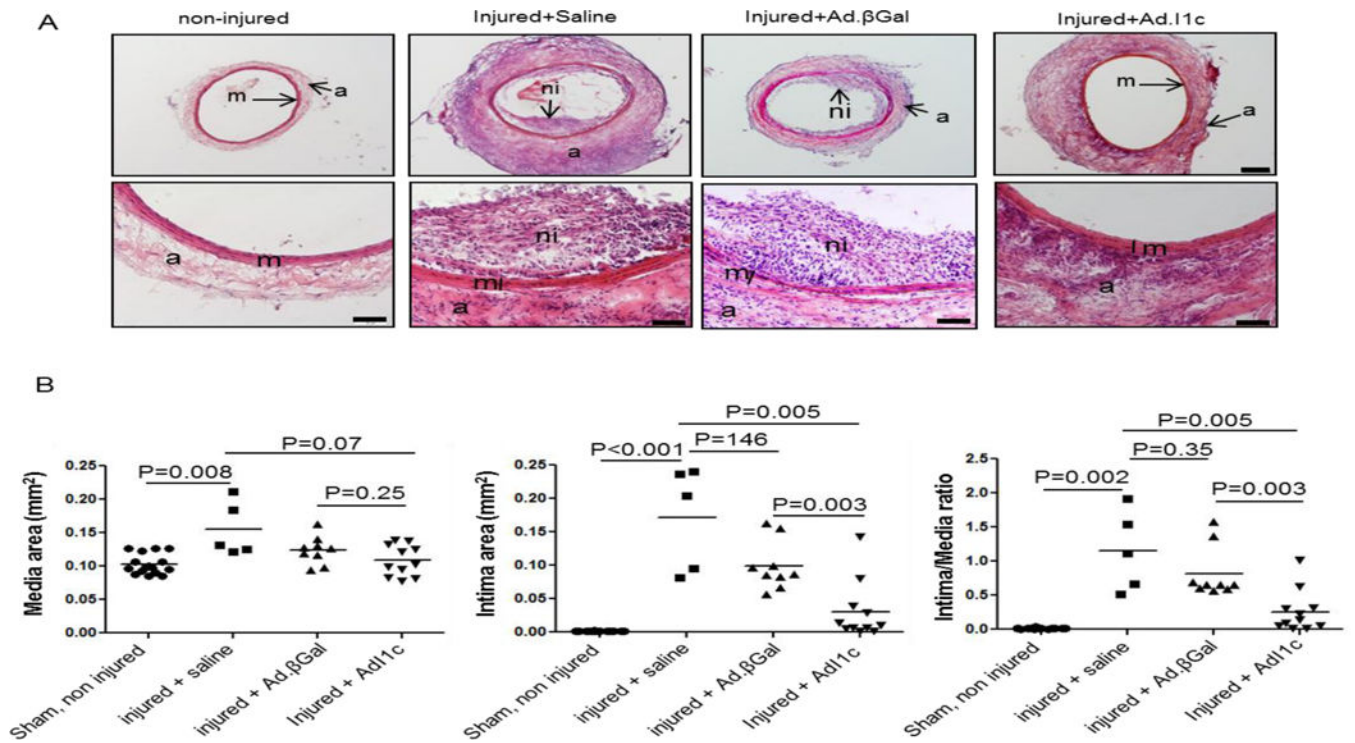 A
non-injured
Injured+Saline
Injured+Ad.βGal
Injured+Ad.I1c
m
a
ni
a
ni
a
m
a
a
m
ni
m
a
ni
m
a
m
a
B
P=0.07
P=0.008
P=0.25
Media area (mm²)
0.25
0.20
0.15
0.10
0.05
0.00
Sham, non injured
injured + saline
injured + Ad.βGal
Injured + AdI1c
P=0.005
P<0.001
P=146
P=0.003
Intima area (mm²)
0.25
0.20
0.15
0.10
0.05
0.00
Sham, non injured
injured + saline
injured + Ad.βGal
Injured + AdI1c
P=0.005
P=0.35
P=0.002
P=0.003
Intima/Media ratio
2.5
2.0
1.5
1.0
0.5
0.0
Sham, non injured
injured + saline
injured + Ad.βGal
Injured + AdI1c